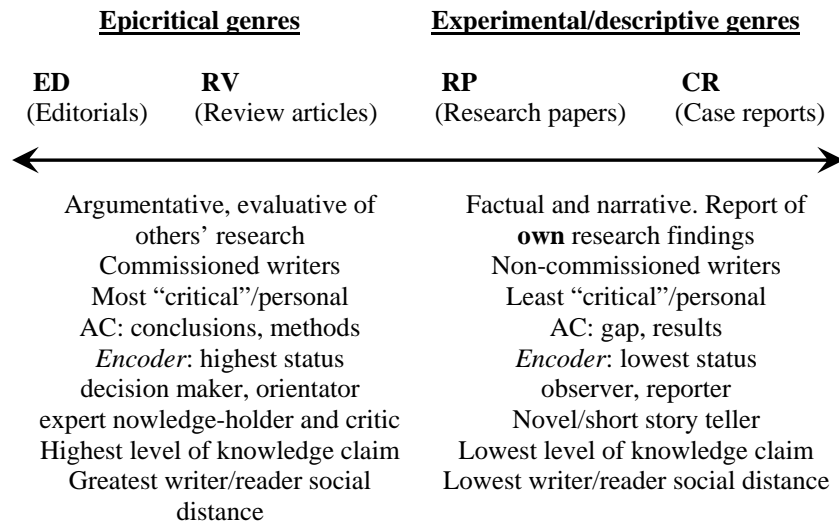 Epicritical genres
Experimental/descriptive genres
ED
RV
RP
CR
(Editorials)
(Review articles)
(Research papers)
(Case reports)
Argumentative, evaluative of
others’ research
Commissioned writers
Most “critical”/personal
AC: conclusions, methods
Encoder: highest status
decision maker, orientator
expert nowledge-holder and critic
Highest level of knowledge claim
Greatest writer/reader social
distance
Factual and narrative. Report of
own research findings
Non-commissioned writers
Least “critical”/personal
AC: gap, results
Encoder: lowest status
observer, reporter
Novel/short story teller
Lowest level of knowledge claim
Lowest writer/reader social distance